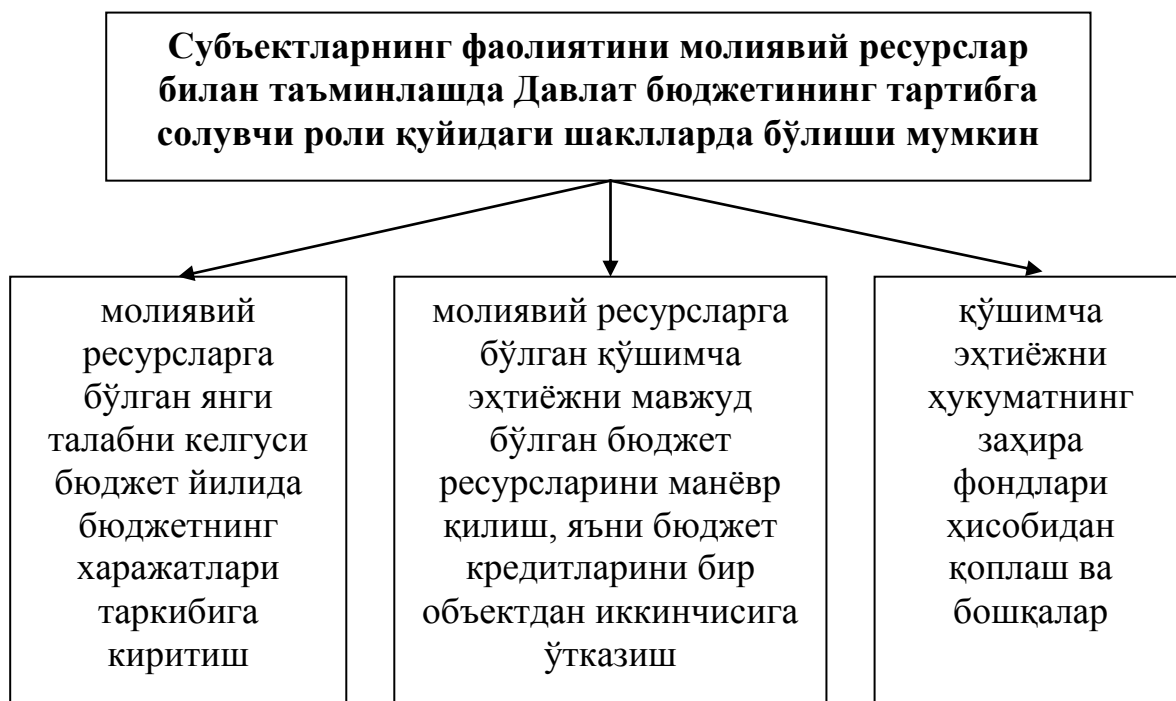 Субъектларнинг фаолиятини молиявий ресурслар
билан таъминлашда Давлат бюджетининг тартибга
солувчи роли қуйидаги шаклларда бўлиши мумкин
молиявий
ресурсларга
бўлган янги
талабни келгуси
бюджет йилида
бюджетнинг
харажатлари
таркибига
киритиш
молиявий ресурсларга
бўлган қўшимча
эҳтиёжни мавжуд
бўлган бюджет
ресурсларини манёвр
қилиш, яъни бюджет
кредитларини бир
объектдан иккинчисига
ўтказиш
қўшимча
эҳтиёжни
ҳукуматнинг
заҳира
фондлари
ҳисобидан
қоплаш ва
бошқалар